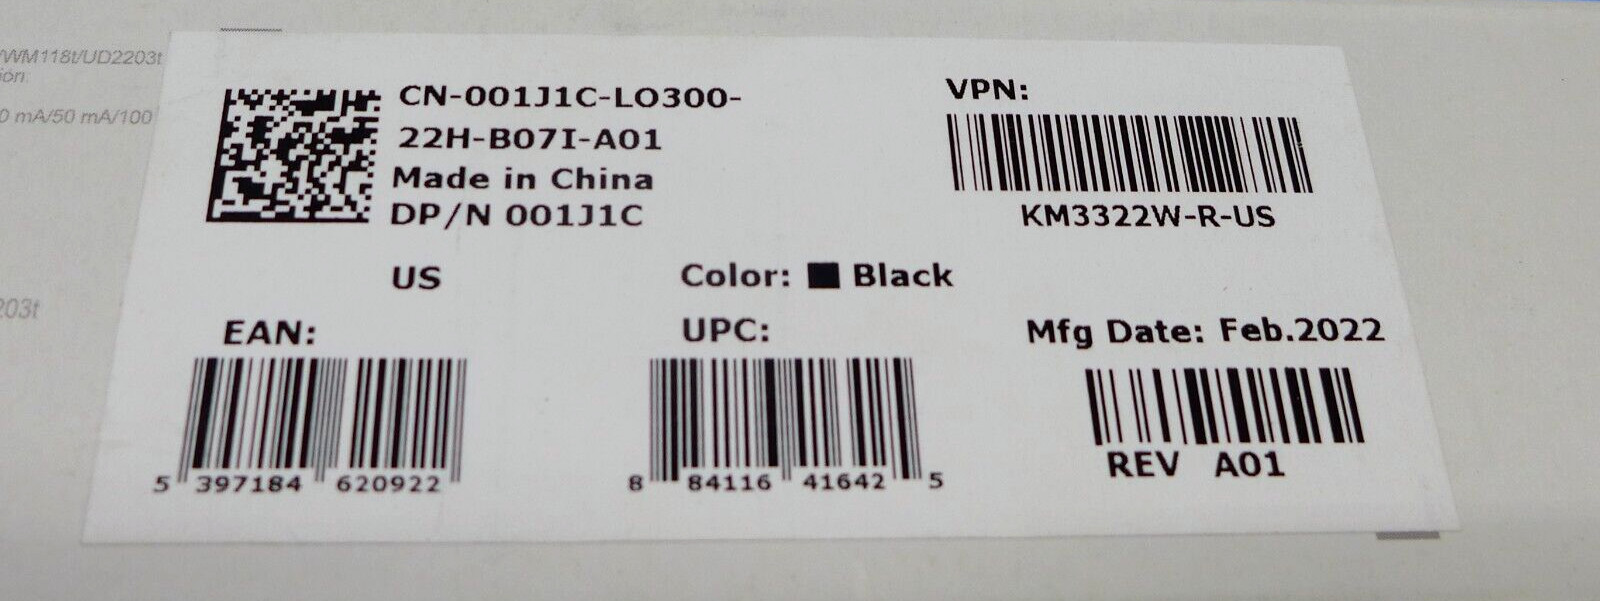 /WM118t/UD2203t
ión:
0 mA/50 mA/100
203t
CN-001J1C-LO300-
22H-B07I-A01
Made in China
DP/N 001J1C
VPN:
KM3322W-R-US
US
Color: Black
EAN:
5 397184 620922
UPC:
8 84116 41642 5
Mfg Date: Feb.2022
REV A01